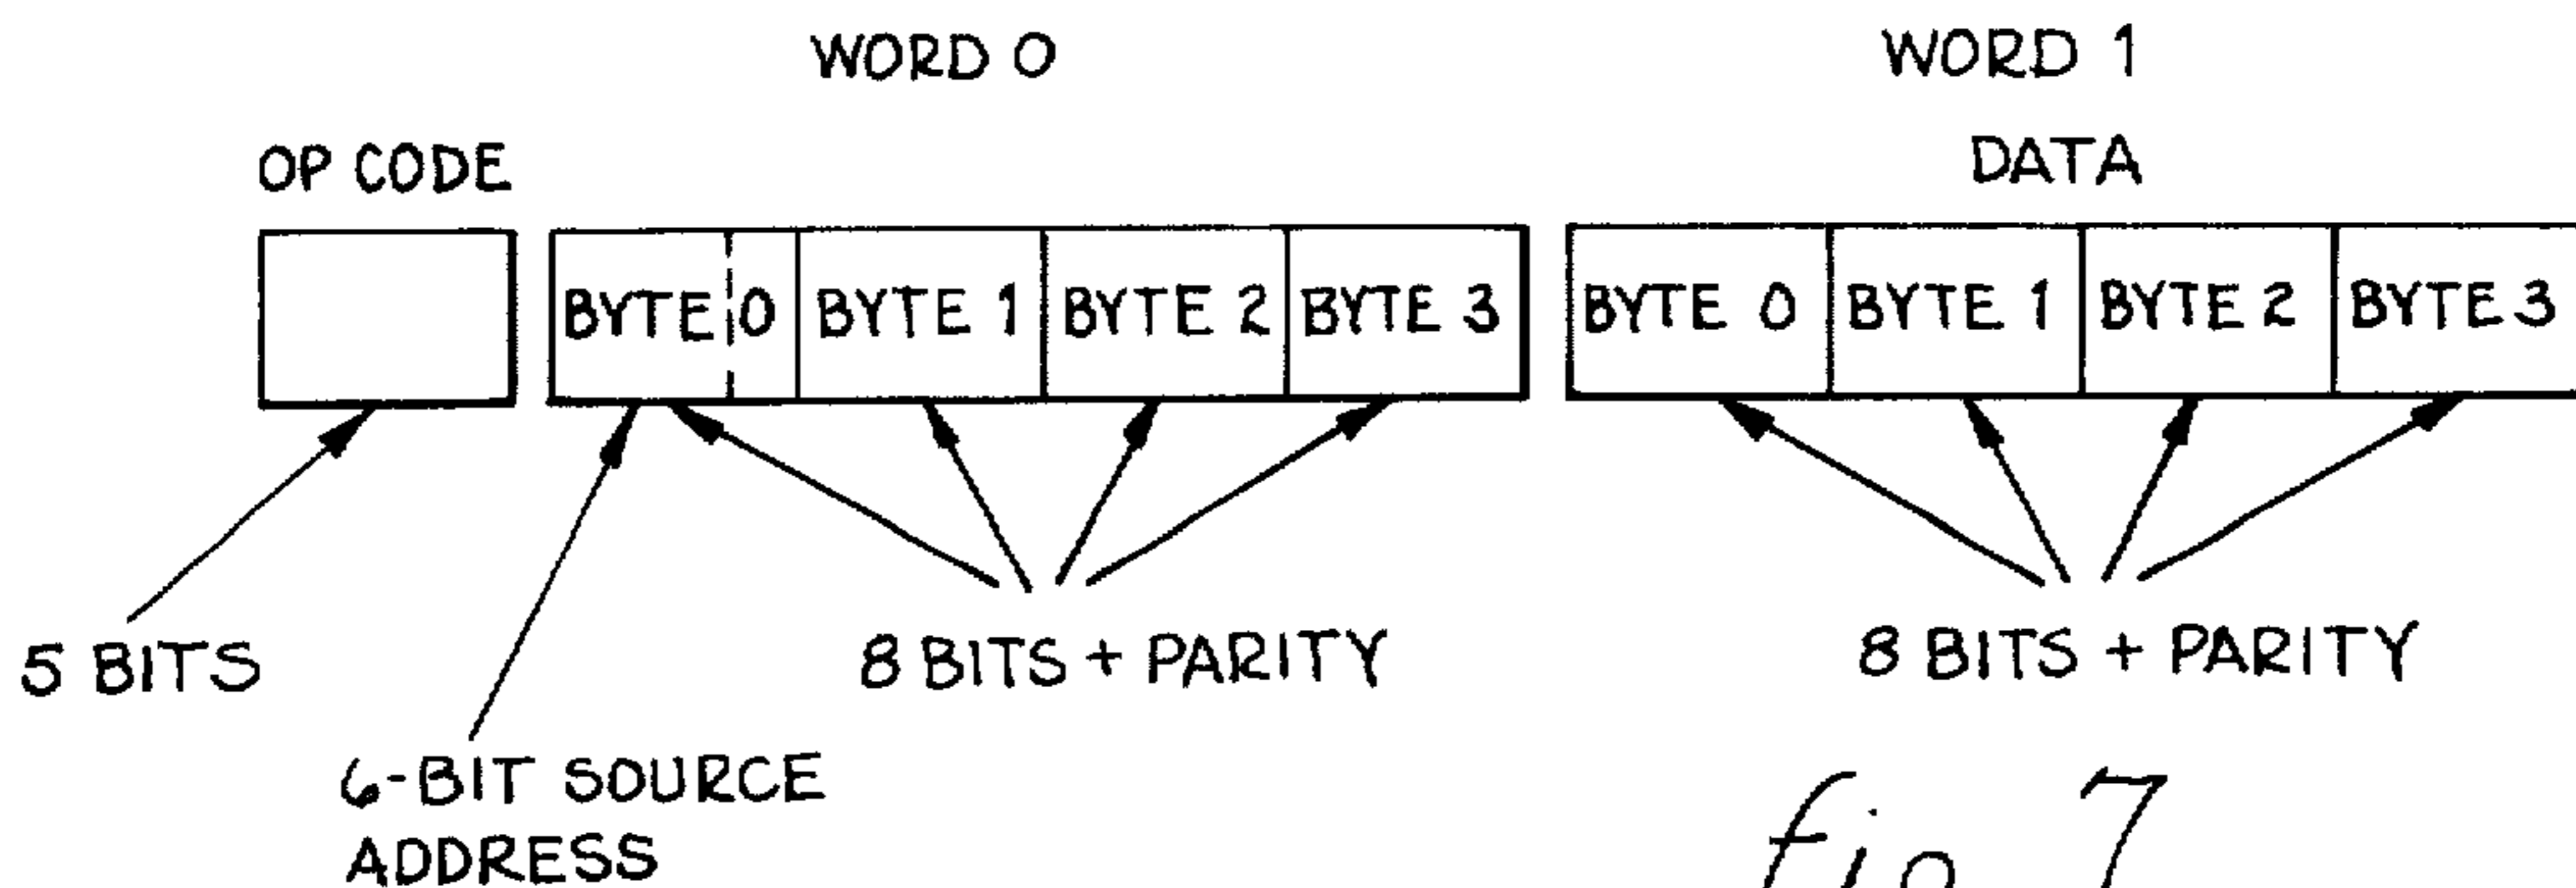 WORD 0
WORD 1
OP CODE
DATA
BYTE 0 BYTE 1 BYTE 2 BYTE 3
BYTE 0 BYTE 1 BYTE 2 BYTE 3
5 BITS
8 BITS + PARITY
8 BITS + PARITY
6-BIT SOURCE
ADDRESS
fig 7